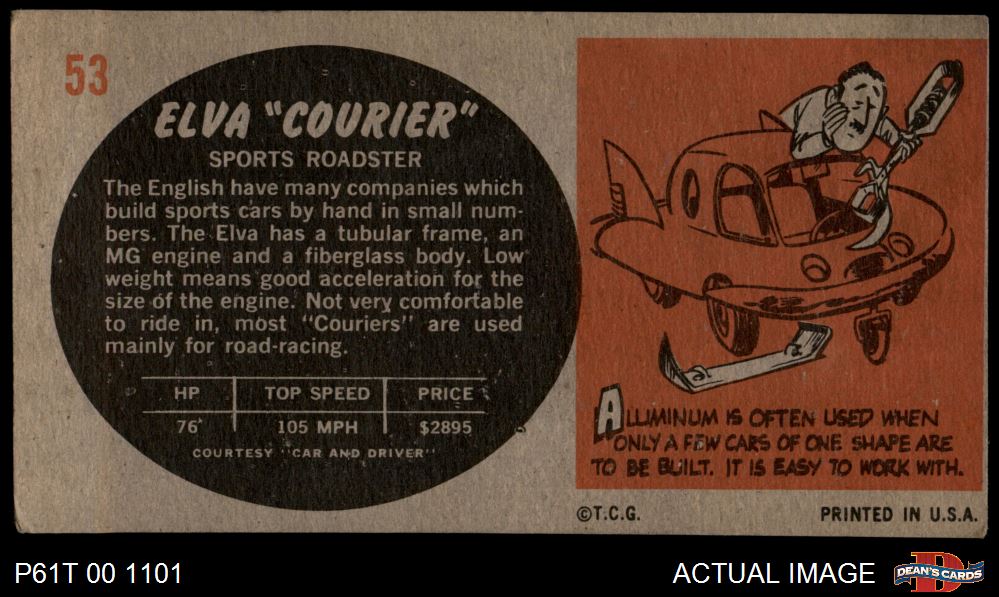 53
ELVA "COURIER"
SPORTS ROADSTER
The English have many companies which
build sports cars by hand in small num-
bers. The Elva has a tubular frame, an
MG engine and a fiberglass body. Low
weight means good acceleration for the
size of the engine. Not very comfortable
to ride in, most "Couriers" are used
mainly for road-racing.
HP TOP SPEED PRICE
76 105 MPH $2895
COURTESY "CAR AND DRIVER"
ALUMINUM IS OFTEN USED WHEN
ONLY A FEW CARS OF ONE SHAPE ARE
TO BE BUILT. IT IS EASY TO WORK WITH.
©T.C.G. PRINTED IN U.S.A.
P61T 00 1101 ACTUAL IMAGE DEAN'S CARDS